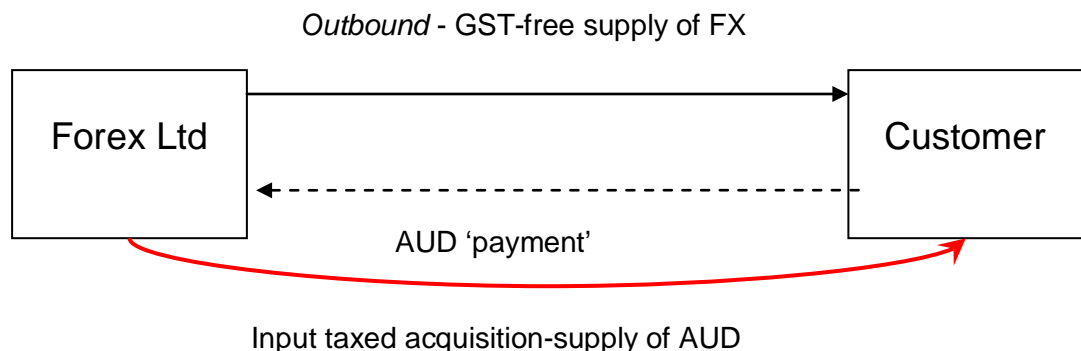 Outbound - GST-free supply of FX
Forex Ltd
Customer
AUD ‘payment’
Input taxed acquisition-supply of AUD